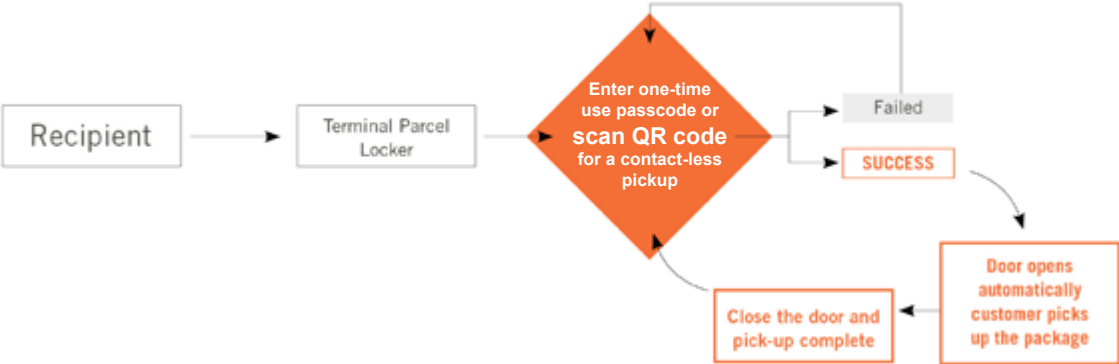 Recipient
Terminal Parcel
Locker
Enter one-time
use passcode or
scan QR code
for a contact-less
pickup
Failed
SUCCESS
Door opens
automatically
customer picks
up the package
Close the door and
pick-up complete